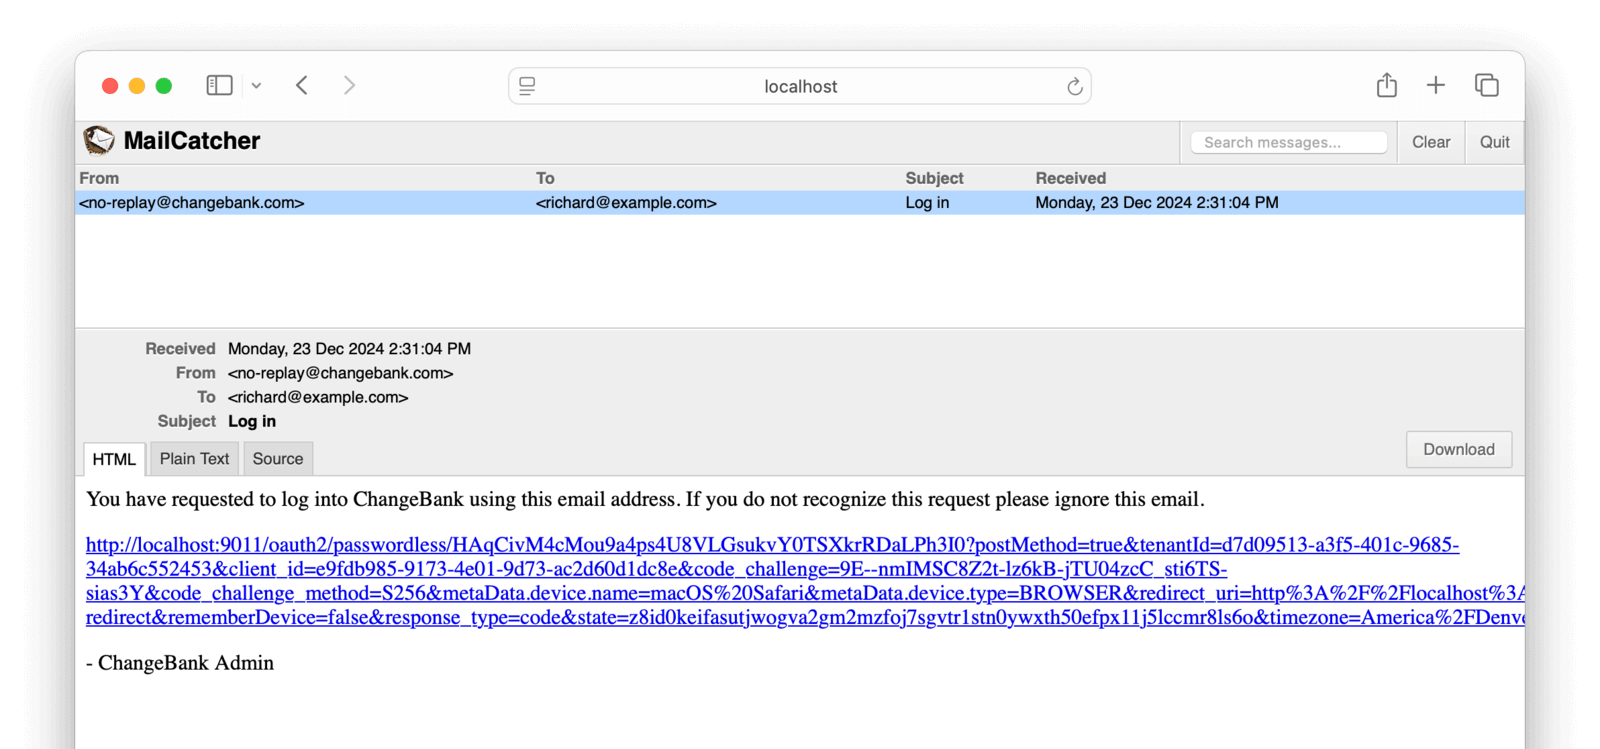 localhost
MailCatcher
Search messages...
Clear
Quit
From To Subject Received
<no-replay@changebank.com> <richard@example.com> Log in Monday, 23 Dec 2024 2:31:04 PM
Received Monday, 23 Dec 2024 2:31:04 PM
From <no-replay@changebank.com>
To <richard@example.com>
Subject Log in
HTML Plain Text Source
Download
You have requested to log into ChangeBank using this email address. If you do not recognize this request please ignore this email.
http://localhost:9011/oauth2/passwordless/HAqCivM4cMou9a4ps4U8VLGsukvY0TSXkrRDaLPh3I0?postMethod=true&tenantId=d7d09513-a3f5-401c-9685-
34ab6c552453&client_id=e9fdb985-9173-4e01-9d73-ac2d60d1dc8e&code_challenge=9E--nmIMSC8Z2t-lz6kB-jTU04zcC_sti6TS-
sias3Y&code_challenge_method=S256&metaData.device.name=macOS%20Safari&metaData.device.type=BROWSER&redirect_uri=http%3A%2F%2Flocalhost%3A
redirect&rememberDevice=false&response_type=code&state=z8id0keifasutjwogva2gm2mzfoj7sgvtr1stn0ywxth50efpx11j5lccmr8ls6o&timezone=America%2FDenve
- ChangeBank Admin